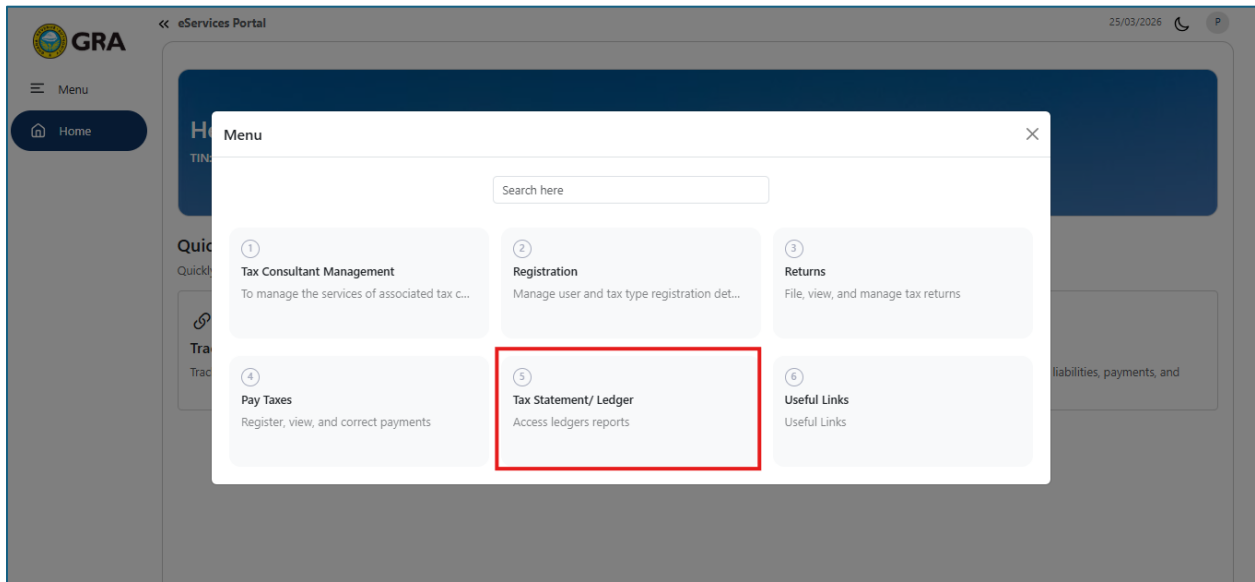 GRA
eServices Portal
25/03/2026
P
Menu
Home
TIN:
Menu
Search here
1
Tax Consultant Management
To manage the services of associated tax c...
2
Registration
Manage user and tax type registration det...
3
Returns
File, view, and manage tax returns
4
Pay Taxes
Register, view, and correct payments
5
Tax Statement/ Ledger
Access ledgers reports
6
Useful Links
Useful Links
liabilities, payments, and